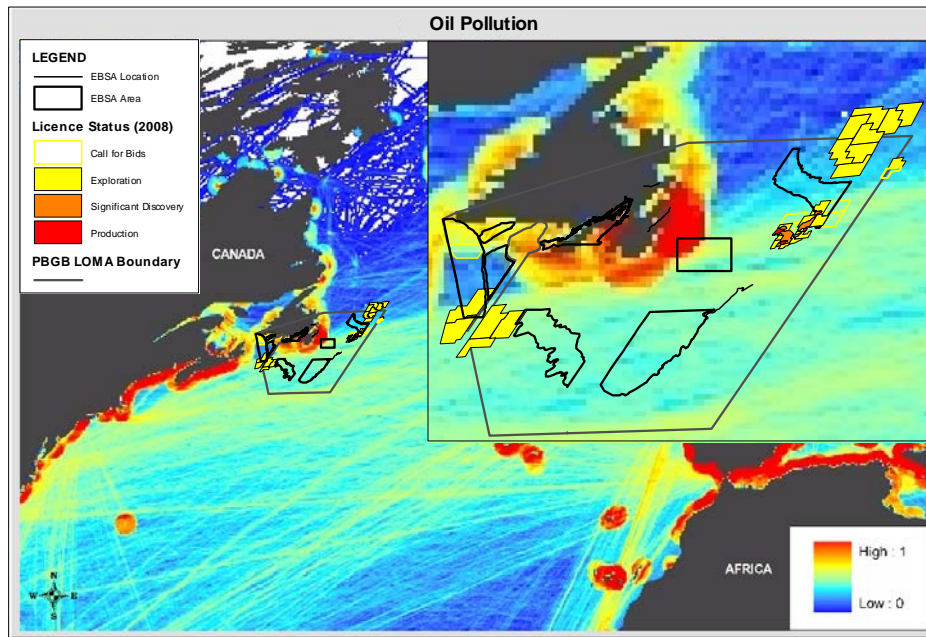 Oil Pollution
LEGEND
EBSA Location
EBSA Area
Licence Status (2008)
Call for Bids
Exploration
Significant Discovery
Production
PBGB LOMA Boundary
CANADA
AFRICA
High : 1
Low : 0
N
W E
S